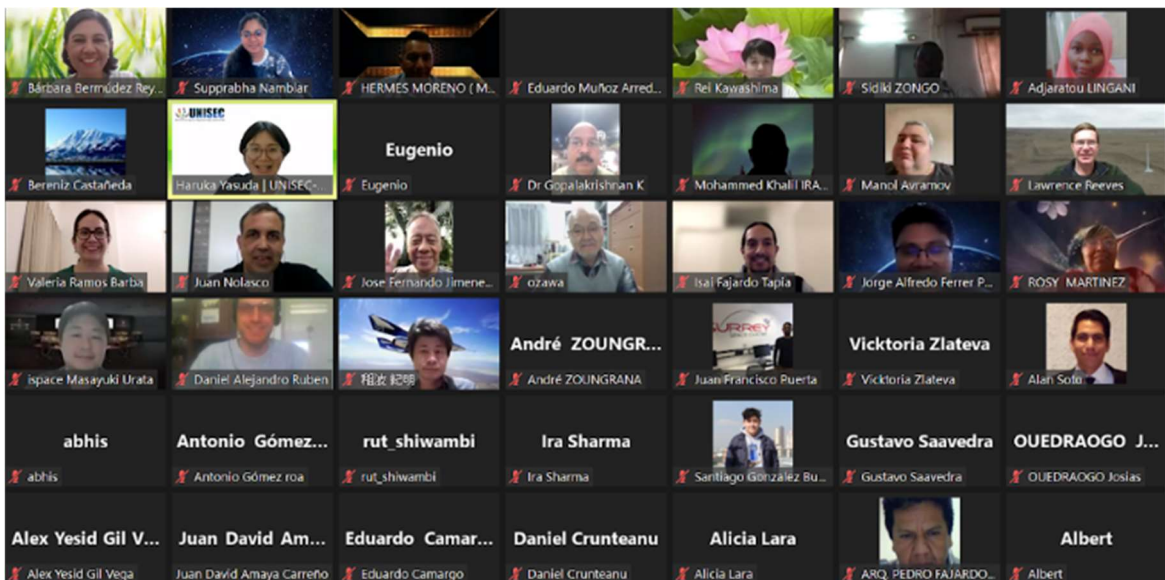 Bárbara Bermúdez Rey...
Supprabha Nambiar
HERMES MORENO ( M...
Eduardo Muñoz Arred...
Rei Kawashima
Sidiki ZONGO
Adjaratou LINGANI
Bereniz Castañeda
UNISEC
Haruka Yasuda | UNISEC-...
Eugenio
Eugenio
Dr Gopalakrishnan K
Mohammed Khalil IRA...
Manol Avramov
Lawrence Reeves
Valeria Ramos Barba
Juan Nolasco
Jose Fernando Jimene...
ozawa
Isai Fajardo Tapia
Jorge Alfredo Ferrer P...
ROSY MARTINEZ
ispace Masayuki Urata
Daniel Alejandro Ruben
稲波 紀明
André ZOUNGR...
André ZOUNGRANA
SURREY
Juan Francisco Puerta
Vicktoria Zlateva
Vicktoria Zlateva
Alan Soto
abhis
abhis
Antonio Gómez...
Antonio Gómez roa
rut_shiwambi
rut_shiwambi
Ira Sharma
Ira Sharma
Santiago González Bu...
Gustavo Saavedra
Gustavo Saavedra
OUEDRAOGO J...
OUEDRAOGO Josias
Alex Yesid Gil V...
Alex Yesid Gil Vega
Juan David Am...
Juan David Amaya Carreño
Eduardo Camar...
Eduardo Camargo
Daniel Crunteanu
Daniel Crunteanu
Alicia Lara
Alicia Lara
ARQ. PEDRO FAJARDO...
Albert
Albert